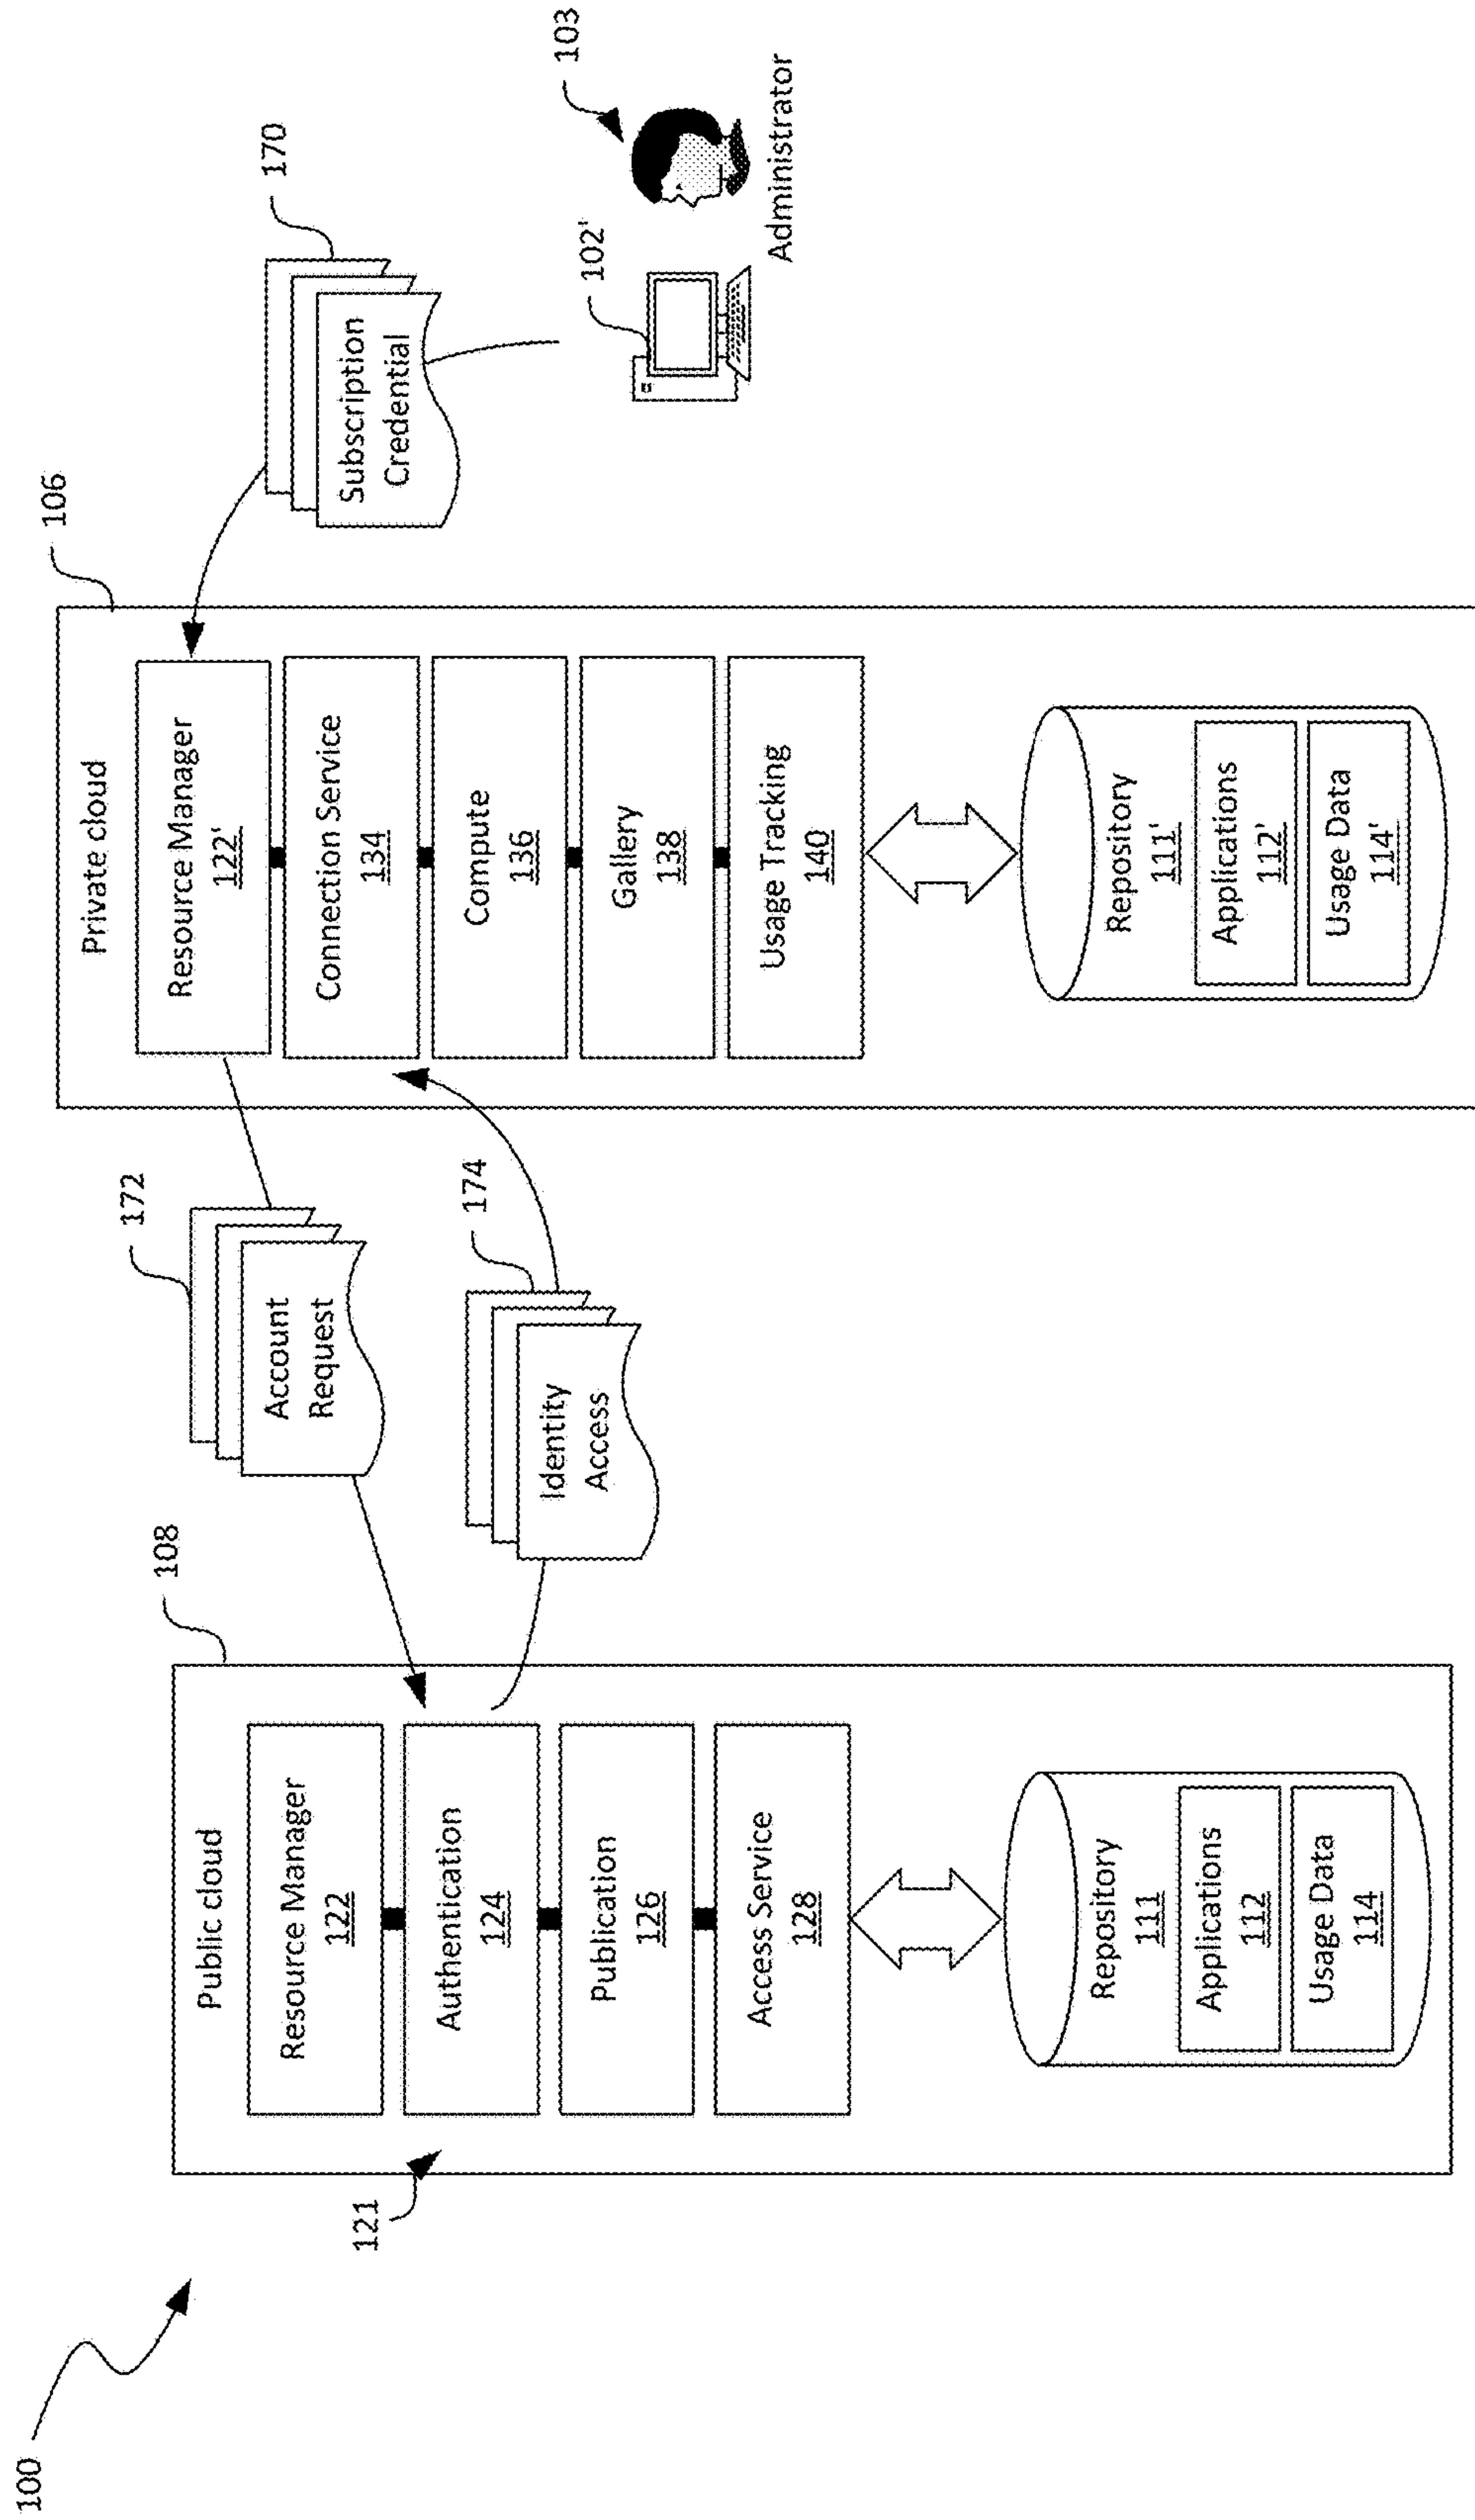 100
121
108
Public cloud
Resource Manager
122
Authentication
124
Publication
126
Access Service
128
Repository
111
Applications
112
Usage Data
114
172
Account
Request
174
Identity
Access
106
Private cloud
Resource Manager
122'
Connection Service
134
Compute
136
Gallery
138
Usage Tracking
140
Repository
111'
Applications
112'
Usage Data
114'
170
Subscription
Credential
102'
103
Administrator